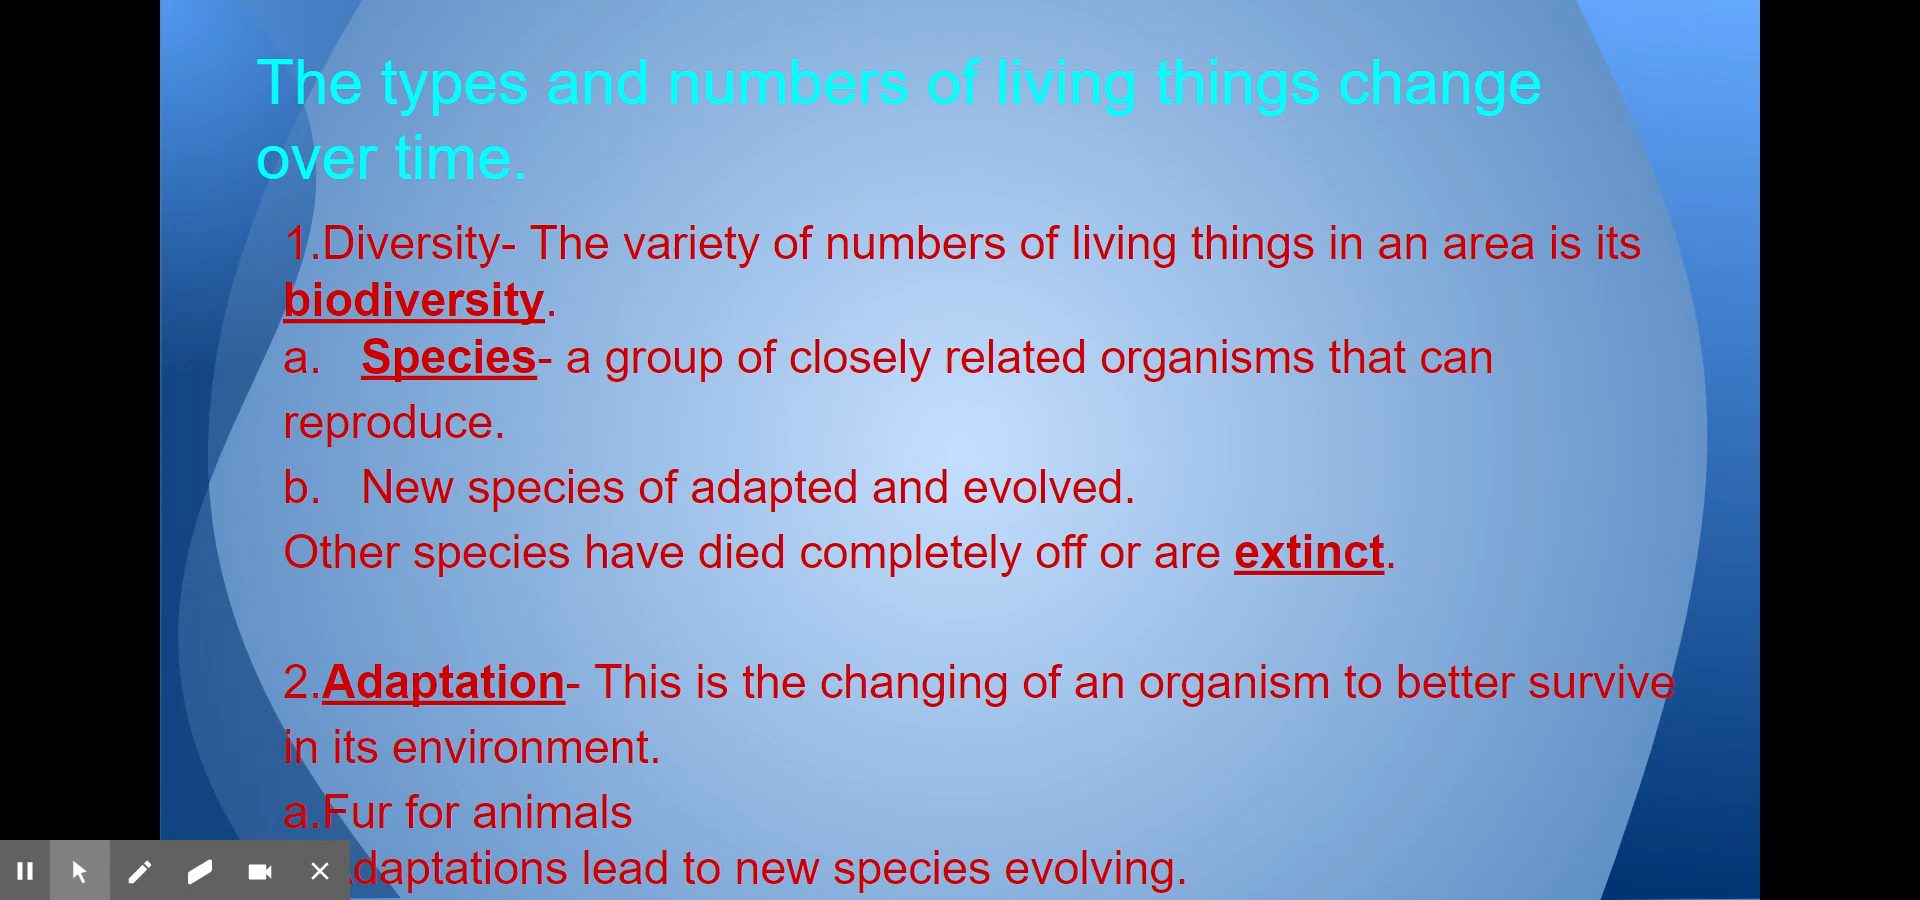 The types and numbers of living things change
over time.
1.Diversity- The variety of numbers of living things in an area is its
biodiversity.
a. Species- a group of closely related organisms that can
reproduce.
b. New species of adapted and evolved.
Other species have died completely off or are extinct.
2.Adaptation- This is the changing of an organism to better survive
in its environment.
a.Fur for animals
daptations lead to new species evolving.